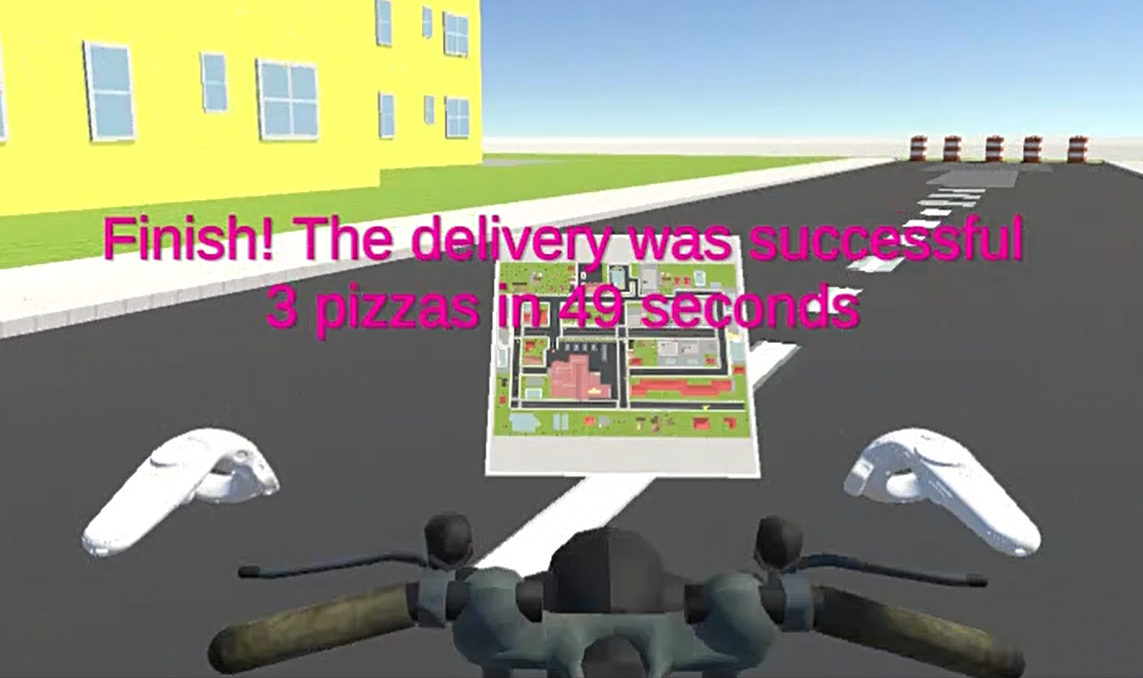 Finish! The delivery was successful
3 pizzas in 49 seconds